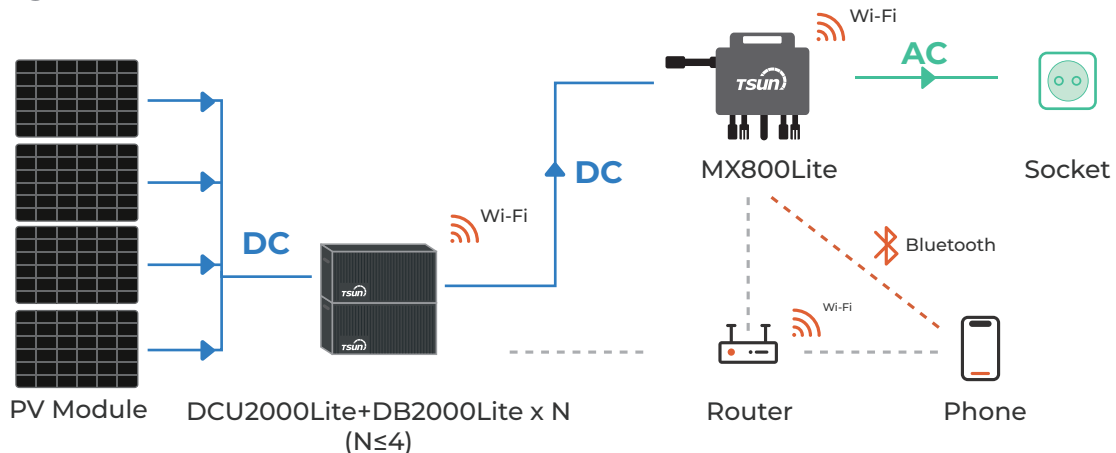 Wi-Fi
AC
TSUN
DC
MX800Lite
Socket
Wi-Fi
DC
Bluetooth
TSUN
Wi-Fi
TSUN
PV Module
DCU2000Lite+DB2000Lite x N
(N≤4)
Router
Phone